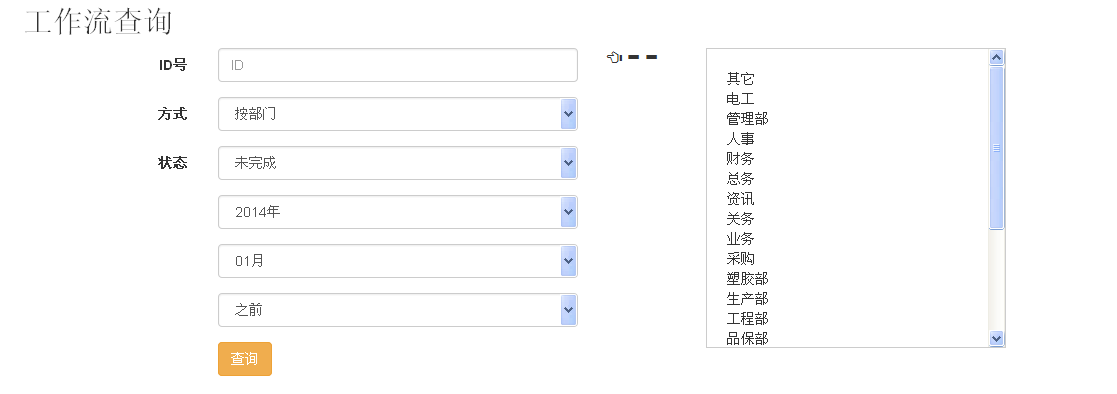 工作流查询
ID号
ID
方式
按部门
状态
未完成
2014年
01月
之前
查询
其它
电工
管理部
人事
财务
总务
资讯
关务
业务
采购
塑胶部
生产部
工程部
品保部